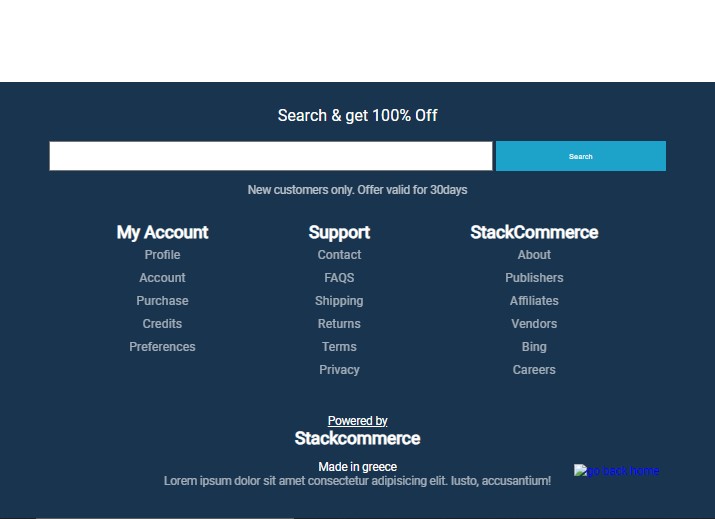 Search & get 100% Off
Search
New customers only. Offer valid for 30days
My Account
Profile
Account
Purchase
Credits
Preferences
Support
Contact
FAQS
Shipping
Returns
Terms
Privacy
StackCommerce
About
Publishers
Affiliates
Vendors
Bing
Careers
Powered by
Stackcommerce
Made in greece
Lorem ipsum dolor sit amet consectetur adipisicing elit. Iusto, accusantium!
go back home